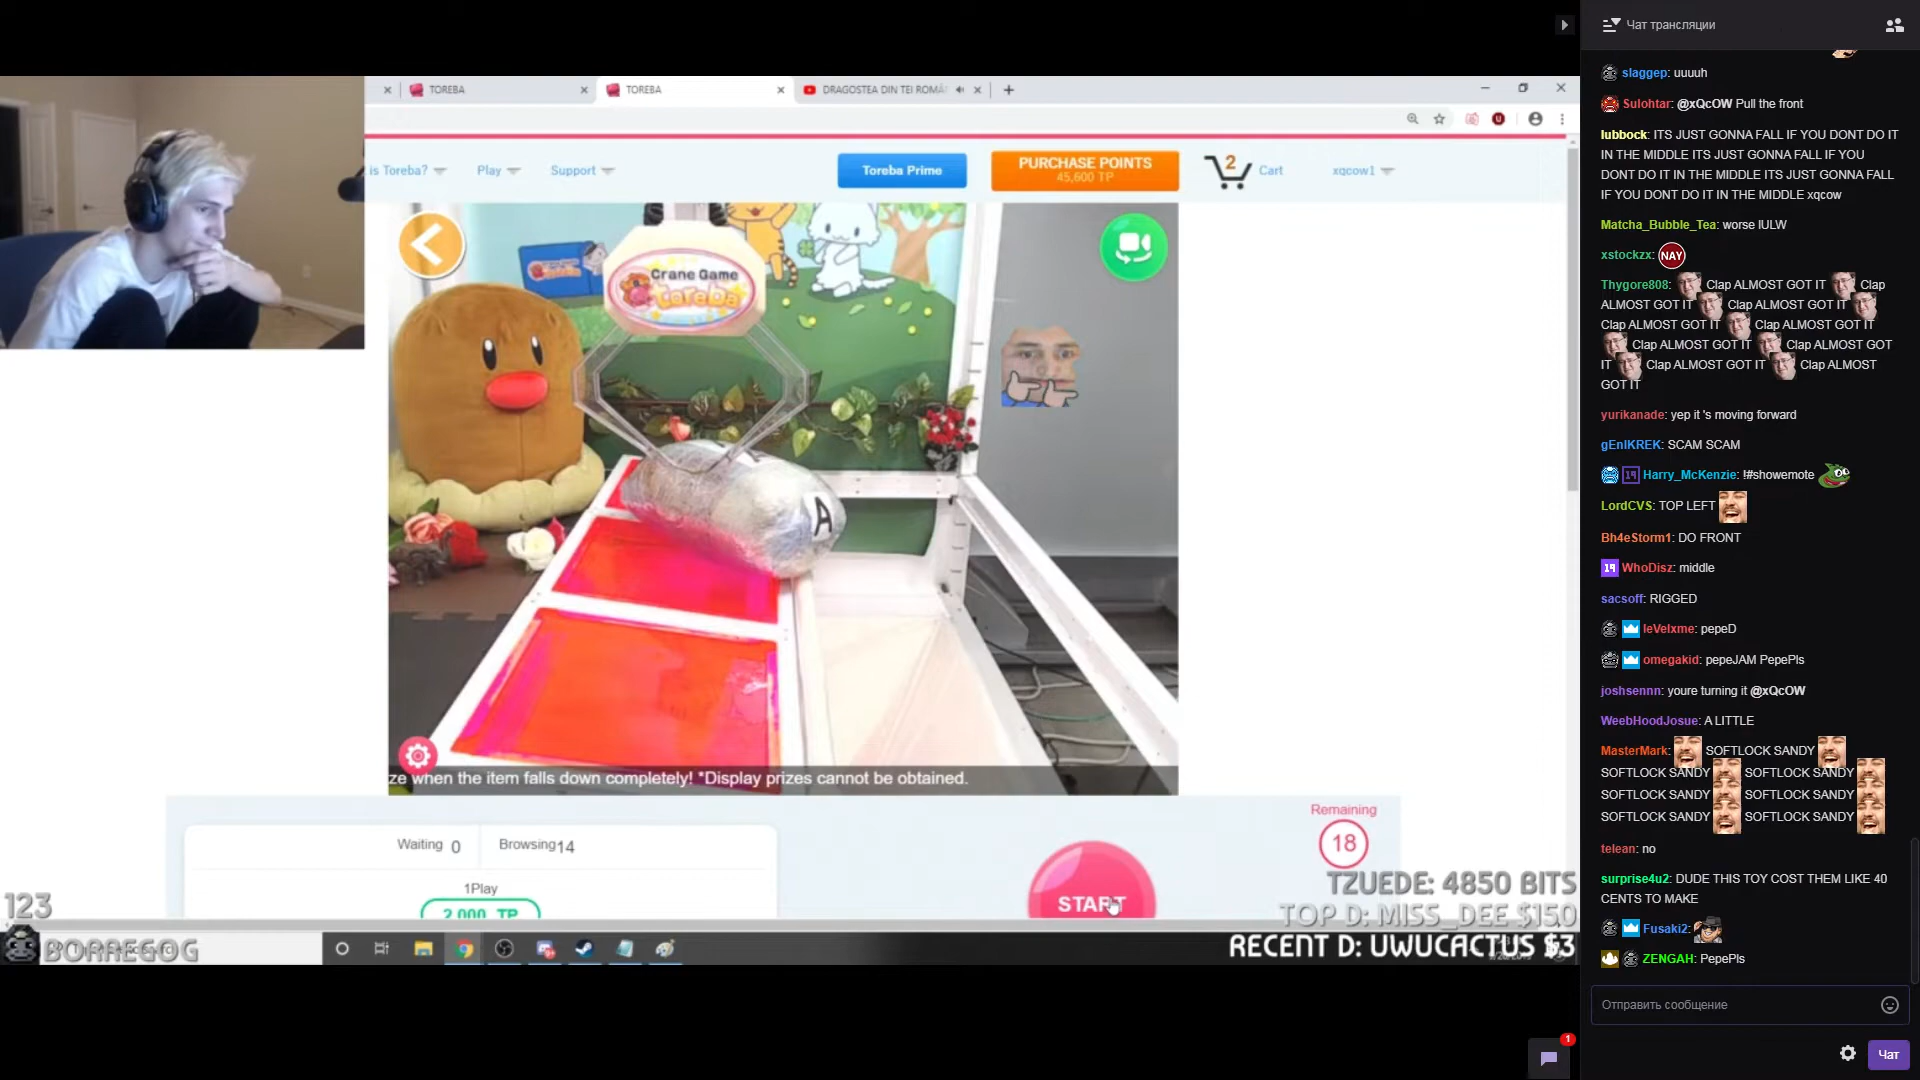 TOREBA
TOREBA
DRAGOSTEA DIN TEI ROMÂ
is Toreba?
Play
Support
Toreba Prime
PURCHASE POINTS
45,600 TP
2
Cart
xqcow1
Crane Game
toreba
A
ze when the item falls down completely! *Display prizes cannot be obtained.
Waiting 0
Browsing14
1Play
2,000 TP
START
Remaining
18
TZUEDE: 4850 BITS
TOP D: MISS_DEE $150
RECENT D: UWUCACTUS $3
123
BORREGOG
Чат трансляции
slaggep: uuuuh
Sulohtar: @xQcOW Pull the front
lubbock: ITS JUST GONNA FALL IF YOU DONT DO IT
IN THE MIDDLE ITS JUST GONNA FALL IF YOU
DONT DO IT IN THE MIDDLE ITS JUST GONNA FALL
IF YOU DONT DO IT IN THE MIDDLE xqcow
Matcha_Bubble_Tea: worse lULW
xstockzx: NAY
Thygore808: Clap ALMOST GOT IT Clap
ALMOST GOT IT Clap ALMOST GOT IT
Clap ALMOST GOT IT Clap ALMOST GOT IT
Clap ALMOST GOT IT Clap ALMOST GOT
IT Clap ALMOST GOT IT Clap ALMOST
GOT IT
yurikanade: yep it 's moving forward
gEnIKREK: SCAM SCAM
19 Harry_McKenzie: !#showemote
LordCVS: TOP LEFT
Bh4eStorm1: DO FRONT
19 WhoDisz: middle
sacsoff: RIGGED
leVelxme: pepeD
omegakid: pepeJAM PepePls
joshsennn: youre turning it @xQcOW
WeebHoodJosue: A LITTLE
MasterMark: SOFTLOCK SANDY
SOFTLOCK SANDY SOFTLOCK SANDY
SOFTLOCK SANDY SOFTLOCK SANDY
SOFTLOCK SANDY SOFTLOCK SANDY
telean: no
surprise4u2: DUDE THIS TOY COST THEM LIKE 40
CENTS TO MAKE
Fusaki2:
ZENGAH: PepePls
Отправить сообщение
1
Чат